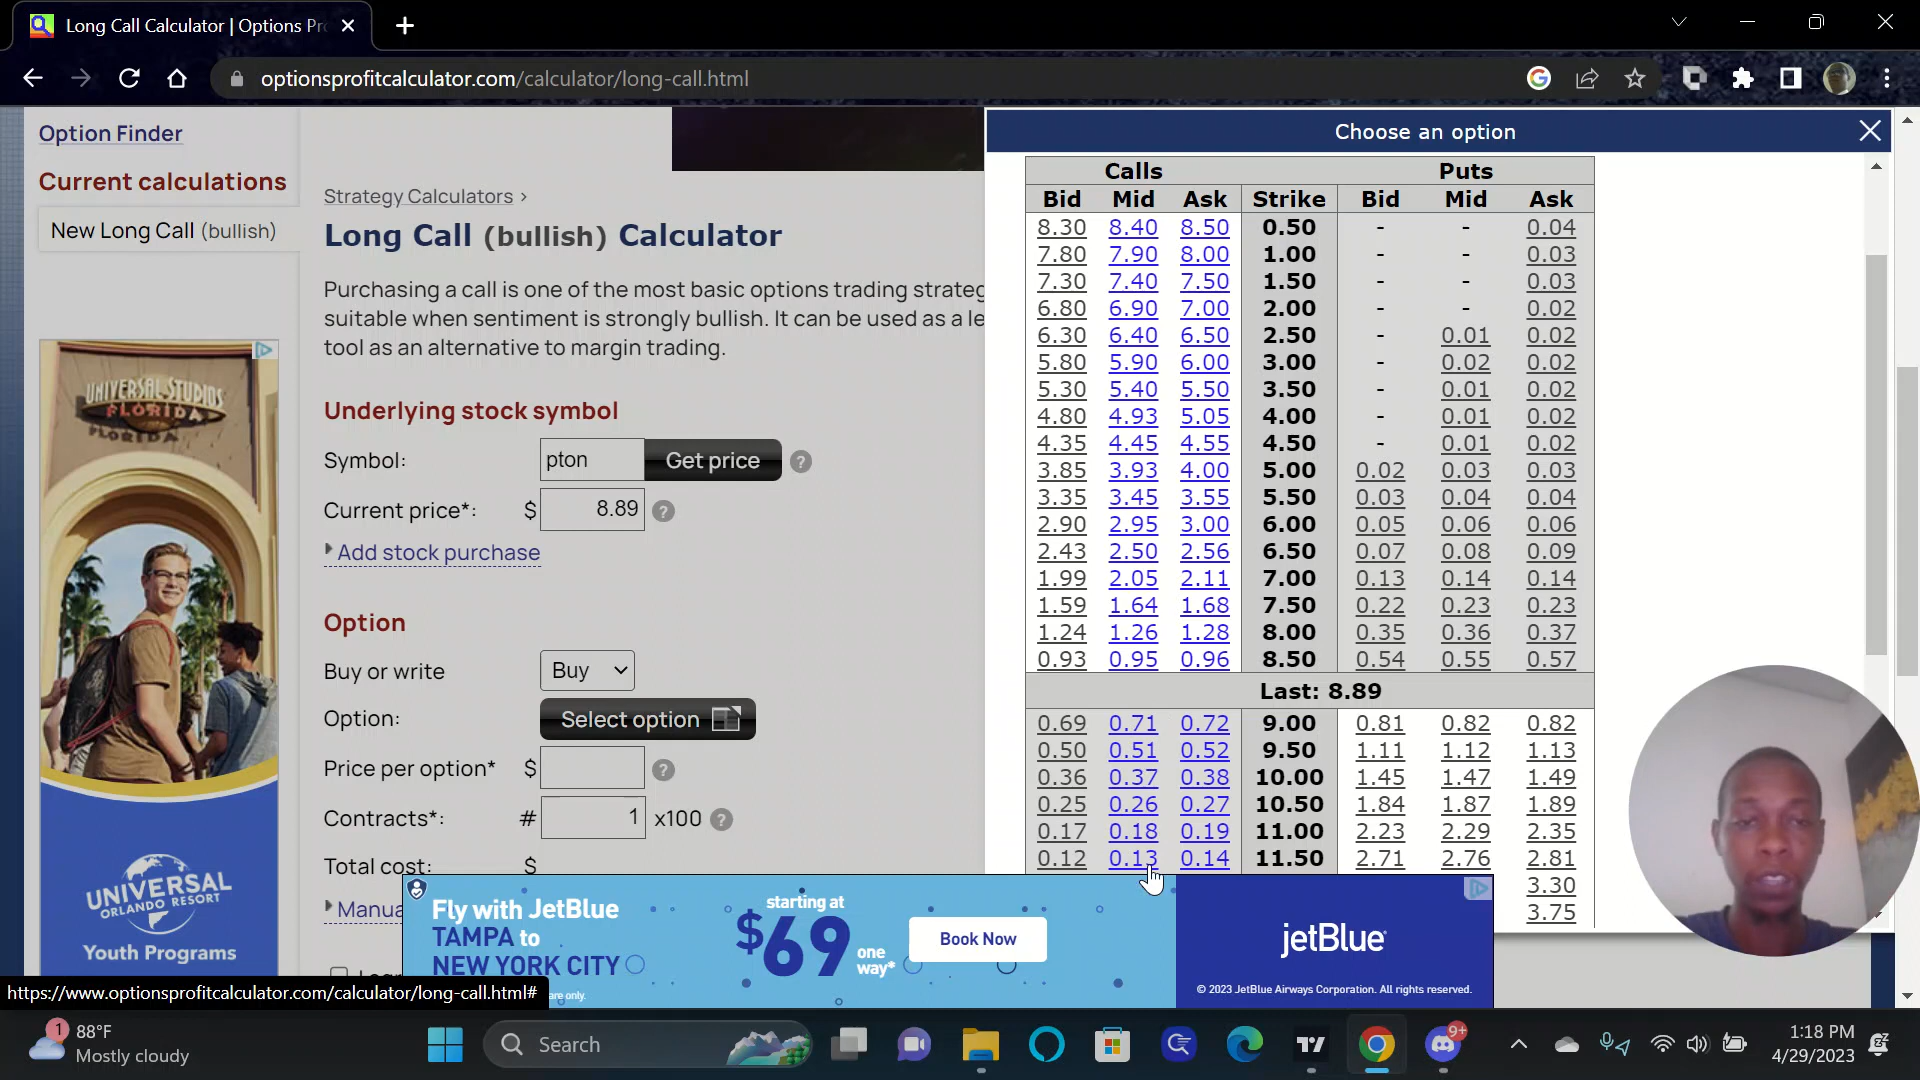 Long Call Calculator | Options Pr
optionsprofitcalculator.com/calculator/long-call.html
Option Finder
Current calculations
New Long Call (bullish)
UNIVERSAL STUDIOS
FLORIDA
UNIVERSAL
ORLANDO RESORT
Youth Programs
Strategy Calculators ›
Long Call (bullish) Calculator
Purchasing a call is one of the most basic options trading strateg
suitable when sentiment is strongly bullish. It can be used as a le
tool as an alternative to margin trading.
Underlying stock symbol
Symbol: pton Get price ?
Current price*: $ 8.89 ?
Add stock purchase
Option
Buy or write Buy
Option: Select option
Price per option* $ ?
Contracts*: # 1 x100 ?
Total cost: $
Manua
Choose an option
Calls Puts
Bid Mid Ask Strike Bid Mid Ask
8.30 8.40 8.50 0.50 - - 0.04
7.80 7.90 8.00 1.00 - - 0.03
7.30 7.40 7.50 1.50 - - 0.03
6.80 6.90 7.00 2.00 - - 0.02
6.30 6.40 6.50 2.50 - 0.01 0.02
5.80 5.90 6.00 3.00 - 0.02 0.02
5.30 5.40 5.50 3.50 - 0.01 0.02
4.80 4.93 5.05 4.00 - 0.01 0.02
4.35 4.45 4.55 4.50 - 0.01 0.02
3.85 3.93 4.00 5.00 0.02 0.03 0.03
3.35 3.45 3.55 5.50 0.03 0.04 0.04
2.90 2.95 3.00 6.00 0.05 0.06 0.06
2.43 2.50 2.56 6.50 0.07 0.08 0.09
1.99 2.05 2.11 7.00 0.13 0.14 0.14
1.59 1.64 1.68 7.50 0.22 0.23 0.23
1.24 1.26 1.28 8.00 0.35 0.36 0.37
0.93 0.95 0.96 8.50 0.54 0.55 0.57
Last: 8.89
0.69 0.71 0.72 9.00 0.81 0.82 0.82
0.50 0.51 0.52 9.50 1.11 1.12 1.13
0.36 0.37 0.38 10.00 1.45 1.47 1.49
0.25 0.26 0.27 10.50 1.84 1.87 1.89
0.17 0.18 0.19 11.00 2.23 2.29 2.35
0.12 0.13 0.14 11.50 2.71 2.76 2.81
3.30
3.75
Fly with JetBlue
TAMPA to
NEW YORK CITY
are only.
starting at
$69 one
way*
Book Now
jetBlue
© 2023 JetBlue Airways Corporation. All rights reserved.
https://www.optionsprofitcalculator.com/calculator/long-call.html#
1
88°F
Mostly cloudy
Search
9+
1:18 PM
4/29/2023